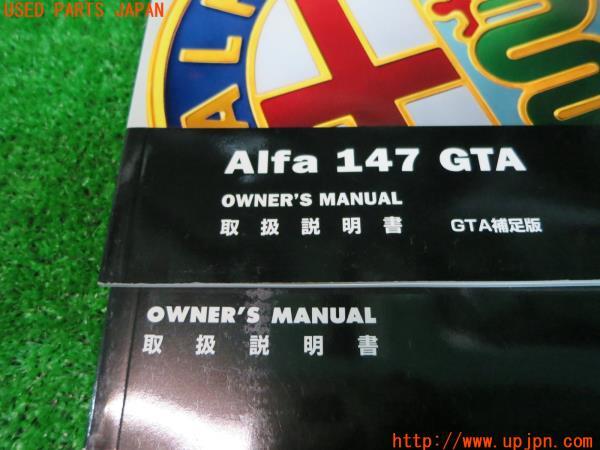 USED PARTS JAPAN
ALF
Alfa 147 GTA
OWNER'S MANUAL
取扱説明書 GTA補足版
OWNER'S MANUAL
取扱説明書
http://www.upjpn.com